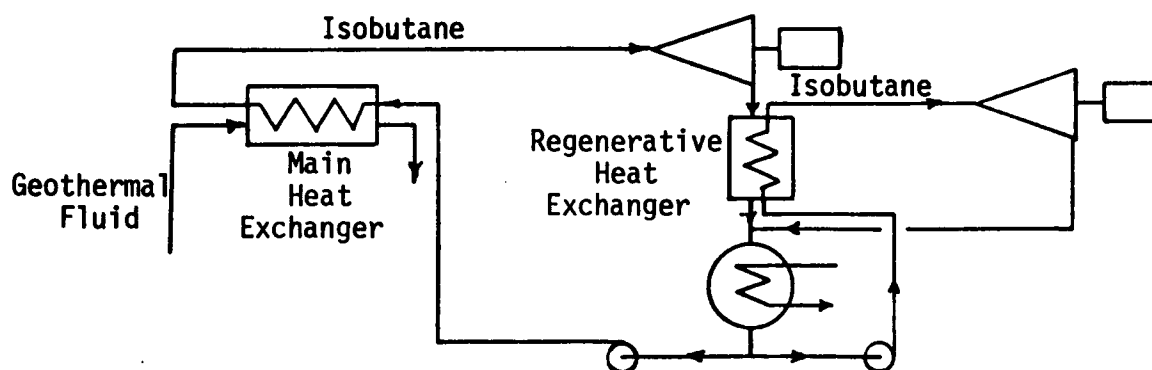 Isobutane
Isobutane
Regenerative
Heat
Exchanger
Main
Heat
Exchanger
Geothermal
Fluid